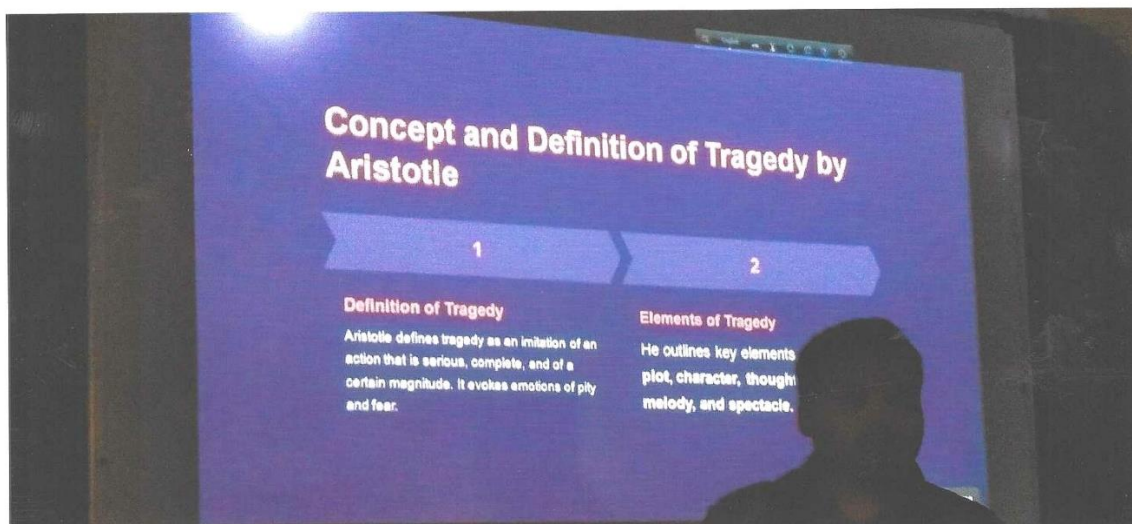 Concept and Definition of Tragedy by
Aristotle
1
2
Definition of Tragedy
Aristotle defines tragedy as an imitation of an
action that is serious, complete, and of a
certain magnitude. It evokes emotions of pity
and fear.
Elements of Tragedy
He outlines key elements
plot, character, though
melody, and spectacle.